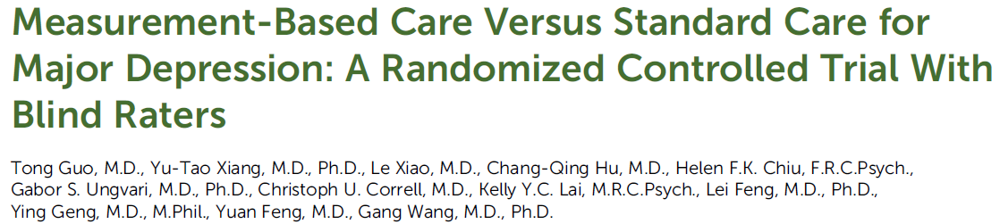 Measurement-Based Care Versus Standard Care for
Major Depression: A Randomized Controlled Trial With
Blind Raters
Tong Guo, M.D., Yu-Tao Xiang, M.D., Ph.D., Le Xiao, M.D., Chang-Qing Hu, M.D., Helen F.K. Chiu, F.R.C.Psych.,
Gabor S. Ungvari, M.D., Ph.D., Christoph U. Correll, M.D., Kelly Y.C. Lai, M.R.C.Psych., Lei Feng, M.D., Ph.D.,
Ying Geng, M.D., M.Phil., Yuan Feng, M.D., Gang Wang, M.D., Ph.D.